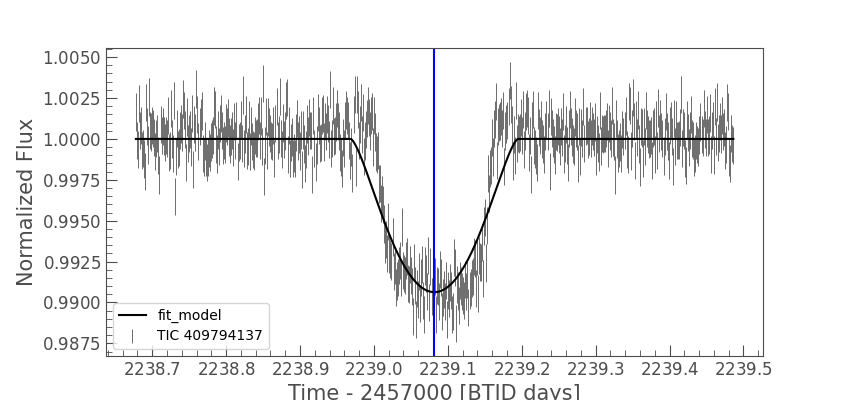 1.0050
1.0025
1.0000
0.9975
0.9950
0.9925
0.9900
0.9875
Normalized Flux
fit_model
TIC 409794137
2238.7 2238.8 2238.9 2239.0 2239.1 2239.2 2239.3 2239.4 2239.5
Time - 2457000 [BTJD days]